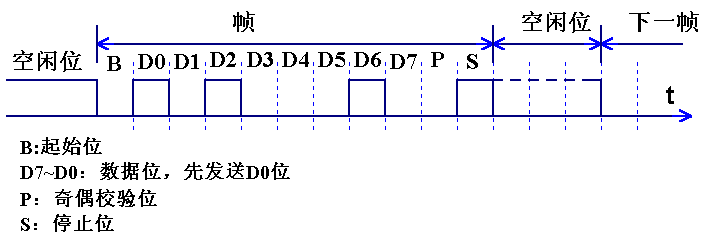 帧 空闲位 下一帧
空闲位 B D0 D1 D2 D3 D4 D5 D6 D7 P S
t
B:起始位
D7~D0：数据位，先发送D0位
P：奇偶校验位
S：停止位